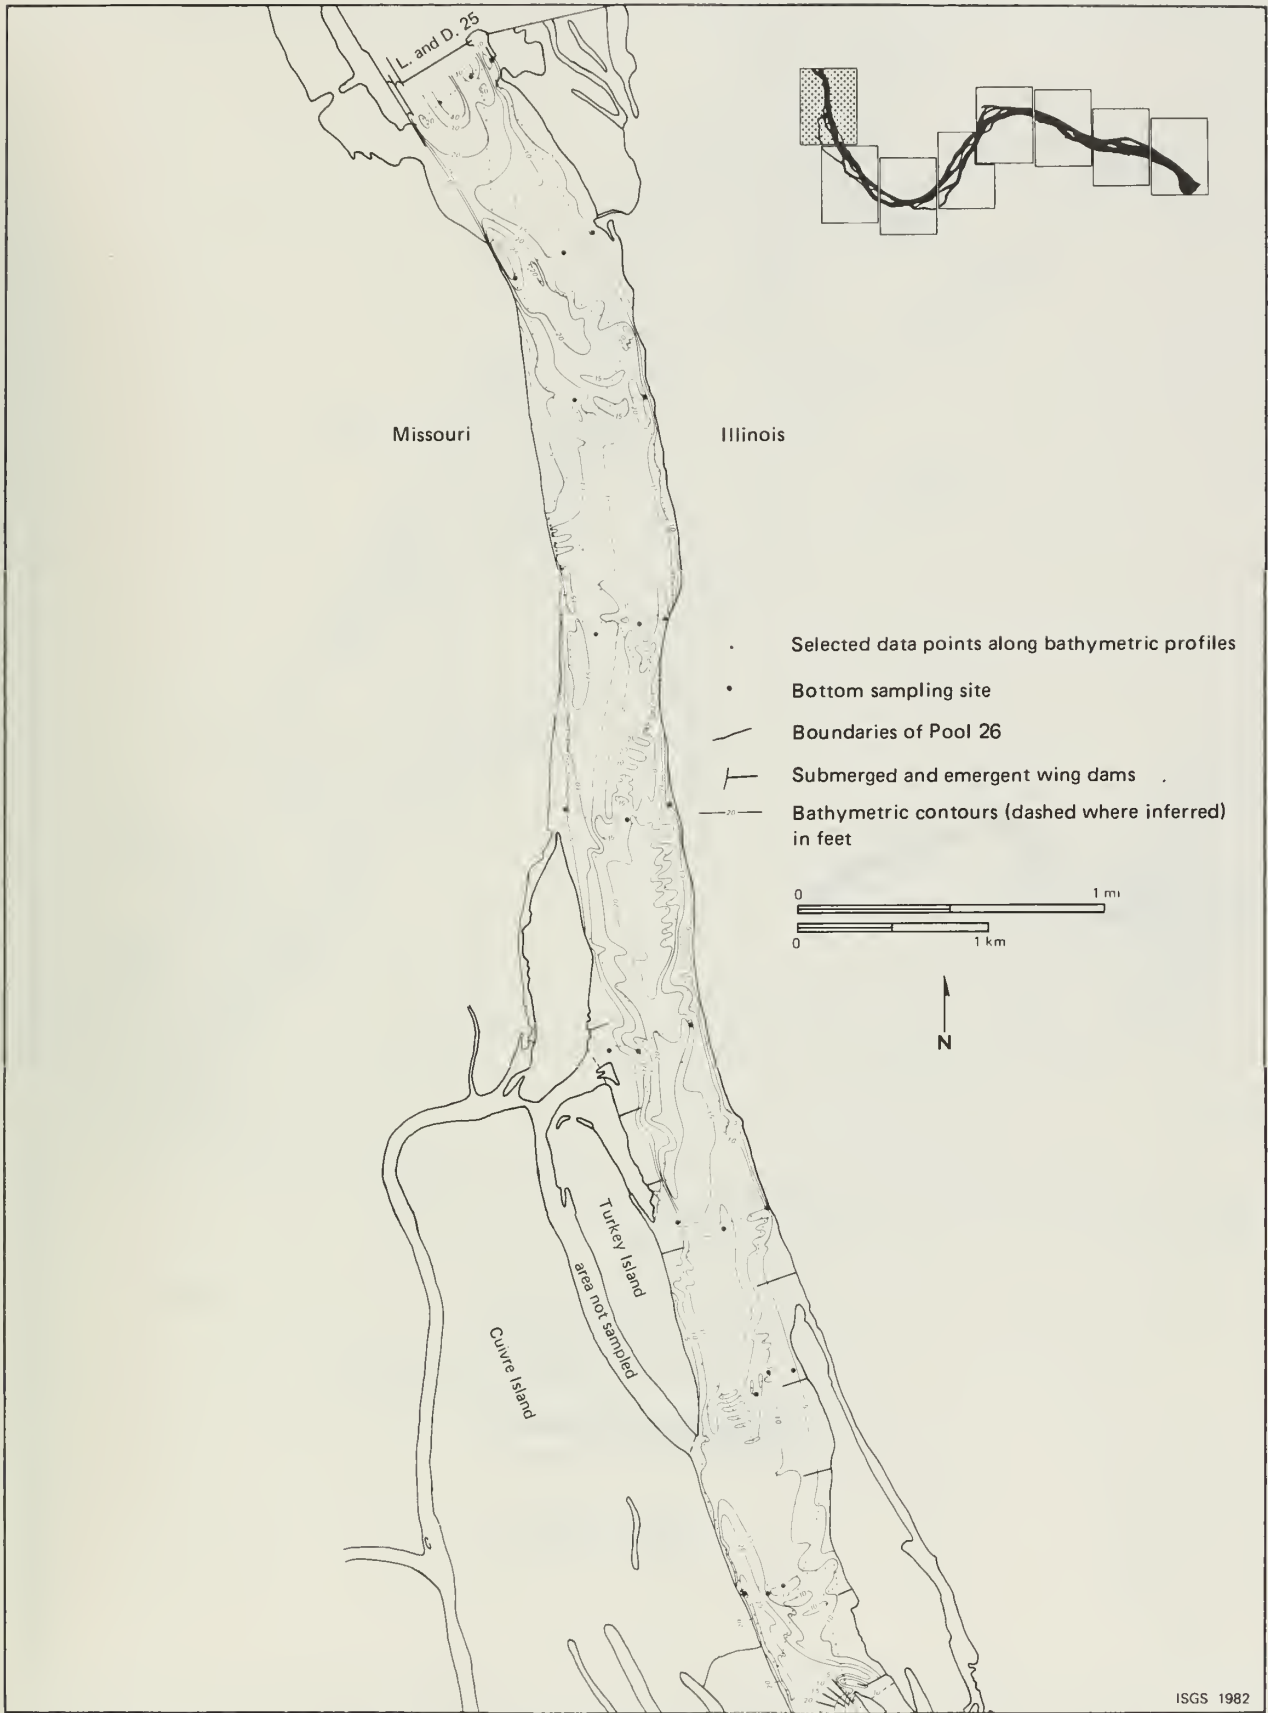 L. and D. 25
Missouri
Illinois
Selected data points along bathymetric profiles
Bottom sampling site
Boundaries of Pool 26
Submerged and emergent wing dams
20
Bathymetric contours (dashed where inferred)
in feet
0 1 mi
0 1 km
N
Turkey Island
area not sampled
Cuivre Island
ISGS 1982